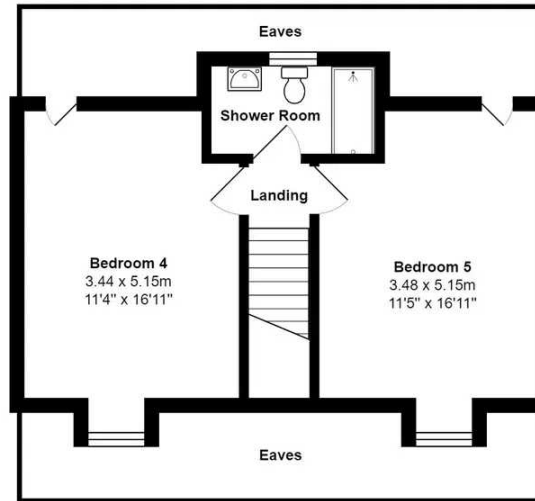 Eaves
Shower Room
Landing
Bedroom 4
3.44 x 5.15m
11'4" x 16'11"
Bedroom 5
3.48 x 5.15m
11'5" x 16'11"
Eaves